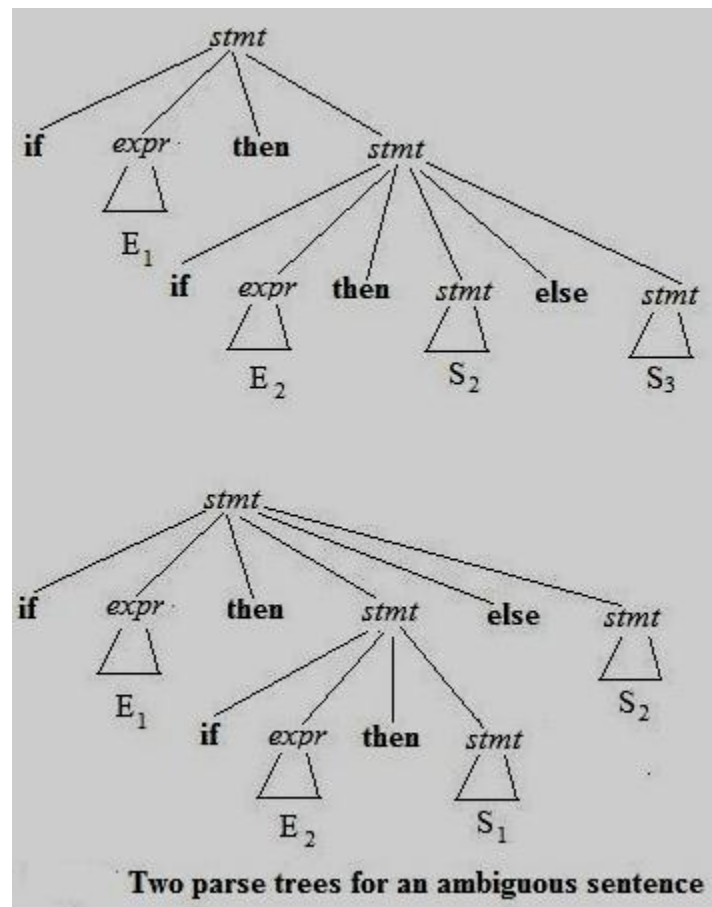 stmt
if expr then stmt
E1
if expr then stmt else stmt
E2 S2 S3
stmt
if expr then stmt else stmt
E1 S2
if expr then stmt
E2 S1
Two parse trees for an ambiguous sentence